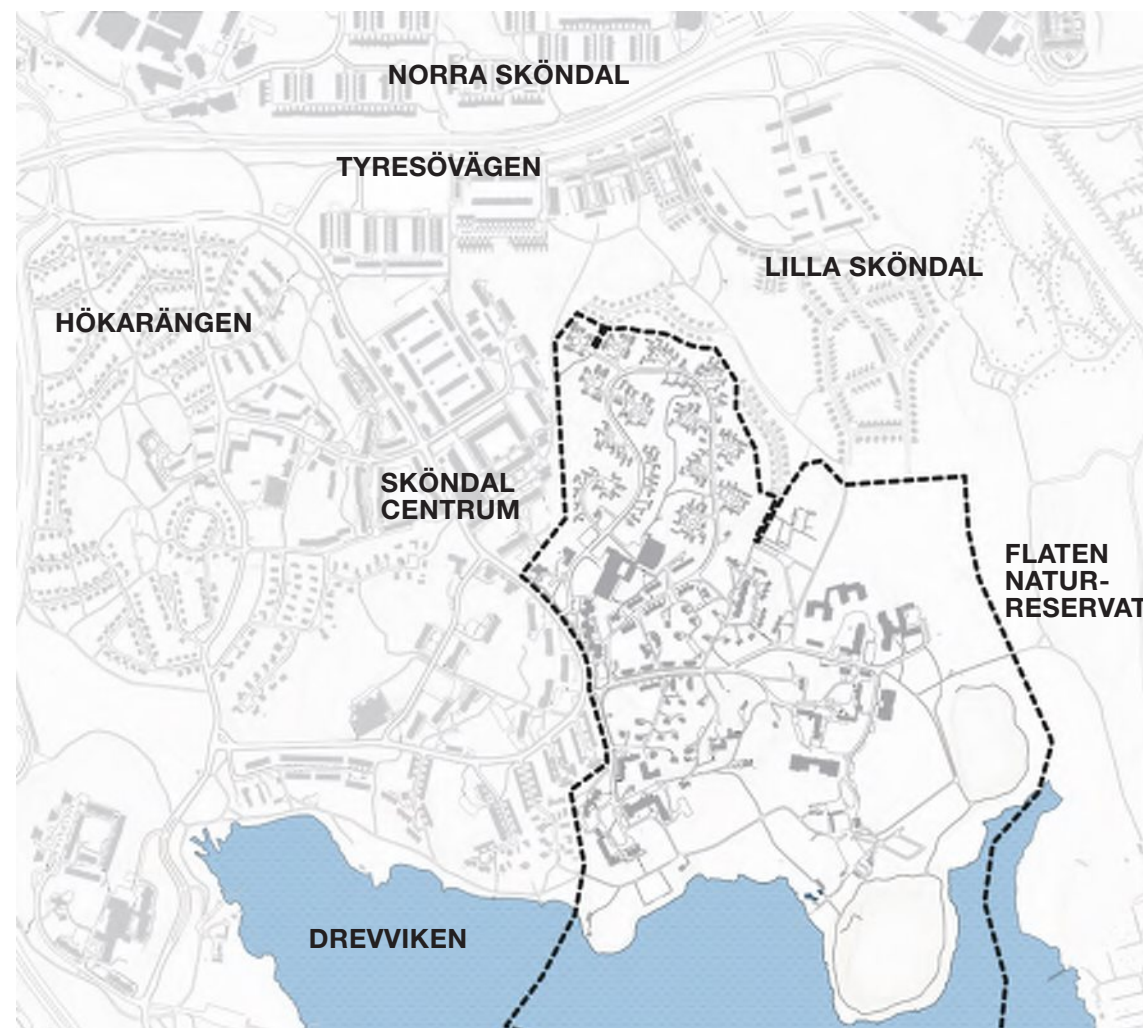 NORRA SKÖNDAL
TYRESÖVÄGEN
LILLA SKÖNDAL
HÖKARÄNGEN
SKÖNDAL
CENTRUM
FLATEN
NATUR-
RESERVAT
DREVVIKEN